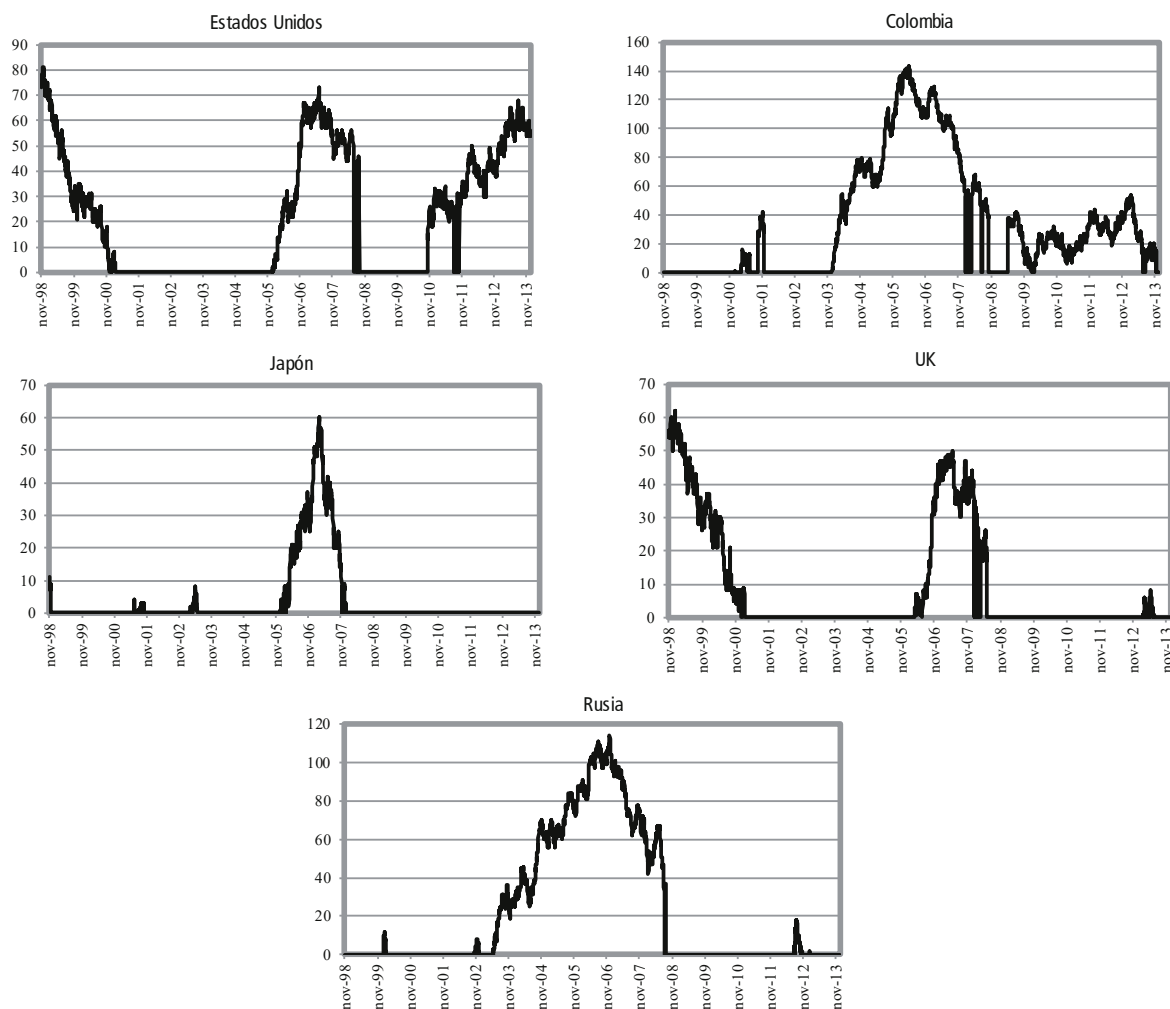 Estados Unidos
90
80
70
60
50
40
30
20
10
0
nov-98
nov-99
nov-00
nov-01
nov-02
nov-03
nov-04
nov-05
nov-06
nov-07
nov-08
nov-09
nov-10
nov-11
nov-12
nov-13
Colombia
160
140
120
100
80
60
40
20
0
nov-98
nov-99
nov-00
nov-01
nov-02
nov-03
nov-04
nov-05
nov-06
nov-07
nov-08
nov-09
nov-10
nov-11
nov-12
nov-13
Japón
70
60
50
40
30
20
10
0
nov-98
nov-99
nov-00
nov-01
nov-02
nov-03
nov-04
nov-05
nov-06
nov-07
nov-08
nov-09
nov-10
nov-11
nov-12
nov-13
UK
70
60
50
40
30
20
10
0
nov-98
nov-99
nov-00
nov-01
nov-02
nov-03
nov-04
nov-05
nov-06
nov-07
nov-08
nov-09
nov-10
nov-11
nov-12
nov-13
Rusia
120
100
80
60
40
20
0
nov-98
nov-99
nov-00
nov-01
nov-02
nov-03
nov-04
nov-05
nov-06
nov-07
nov-08
nov-09
nov-10
nov-11
nov-12
nov-13